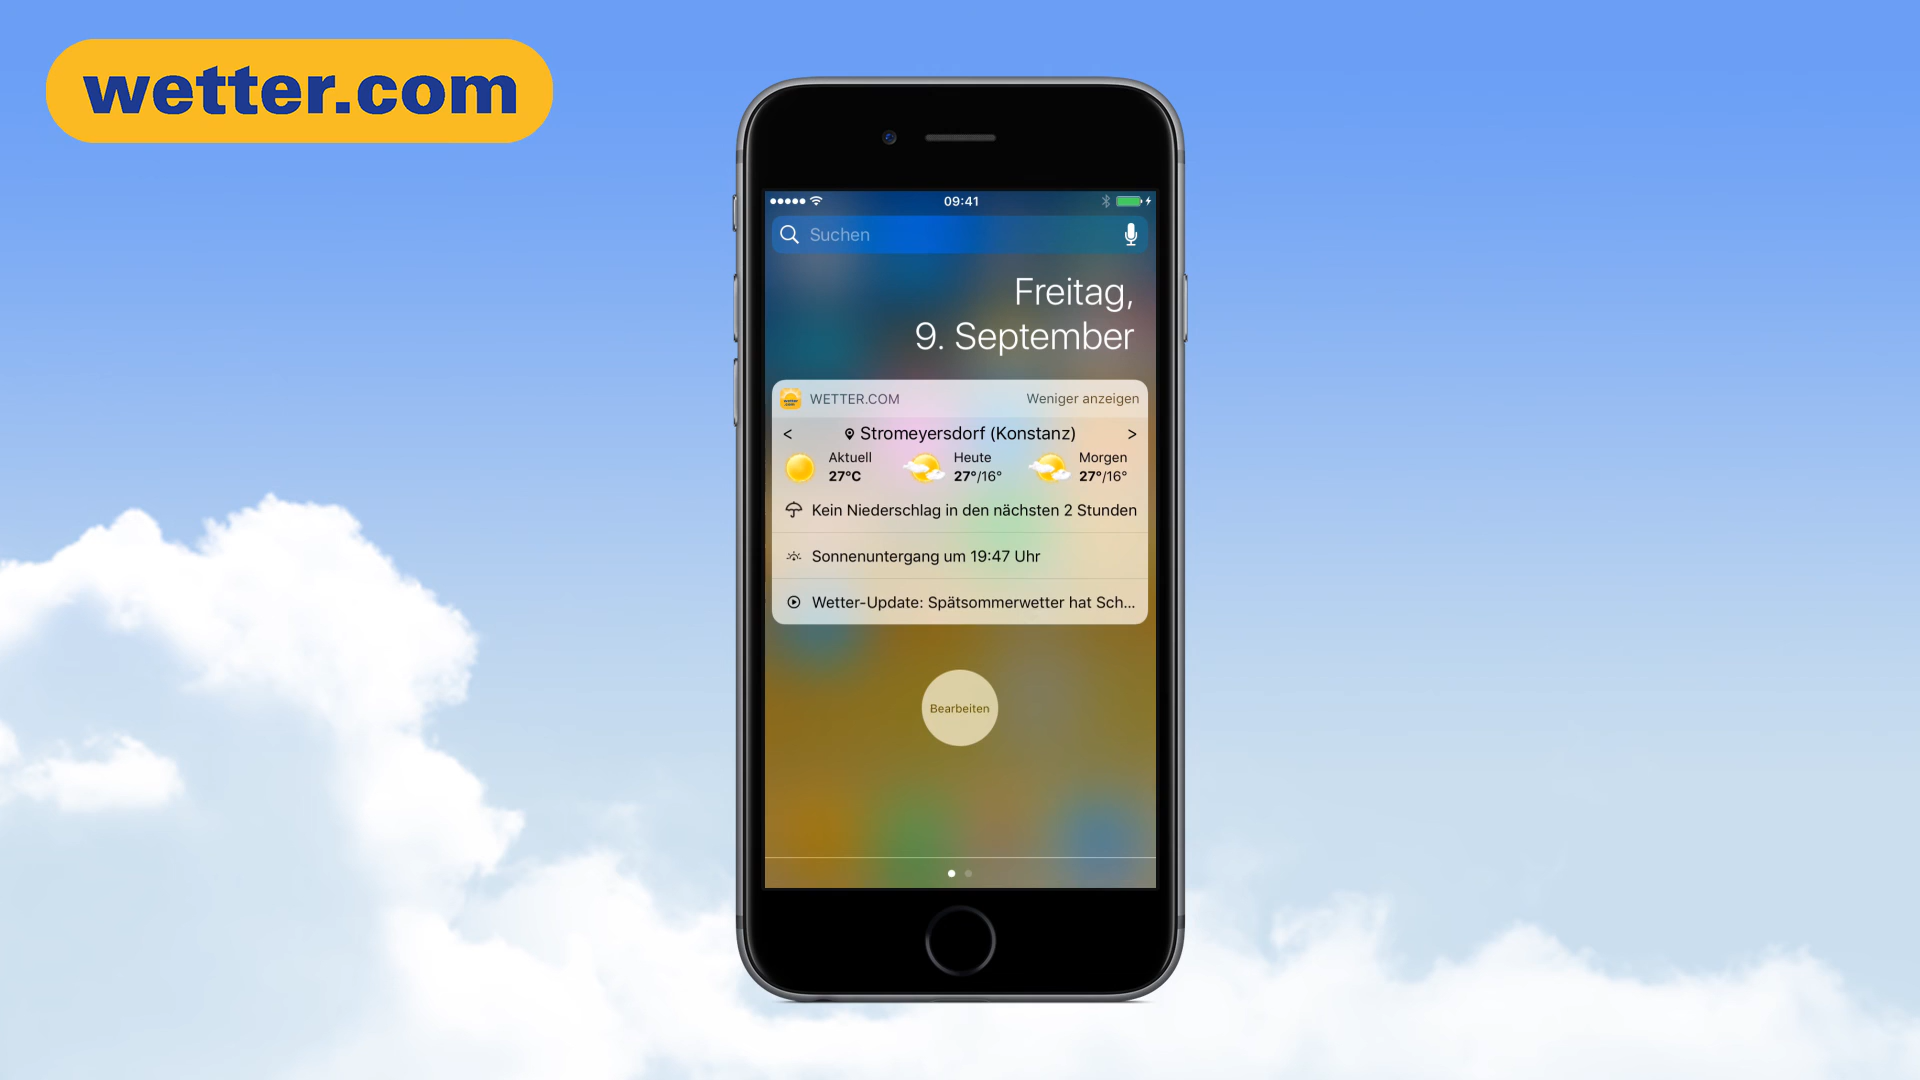 wetter.com
09:41
Suchen
Freitag,
9. September
WETTER.COM Weniger anzeigen
< Stromeyersdorf (Konstanz) >
Aktuell Heute Morgen
27°C 27°/16° 27°/16°
Kein Niederschlag in den nächsten 2 Stunden
Sonnenuntergang um 19:47 Uhr
Wetter-Update: Spätsommerwetter hat Sch...
Bearbeiten